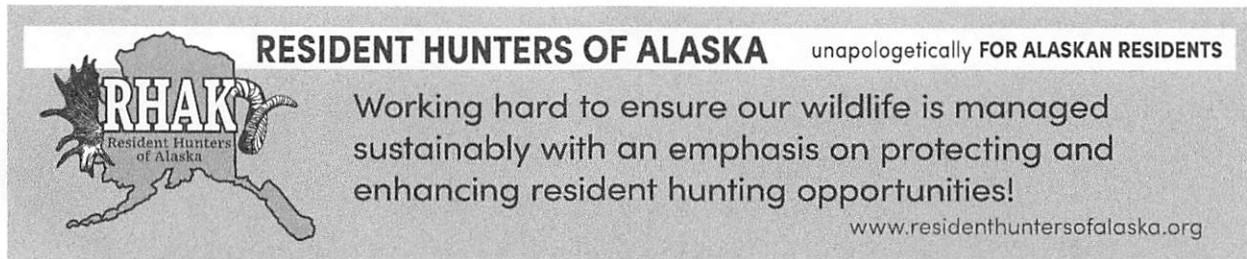 RESIDENT HUNTERS OF ALASKA unapologetically FOR ALASKAN RESIDENTS
RHAK
Resident Hunters
of Alaska
Working hard to ensure our wildlife is managed
sustainably with an emphasis on protecting and
enhancing resident hunting opportunities!
www.residenthuntersofalaska.org